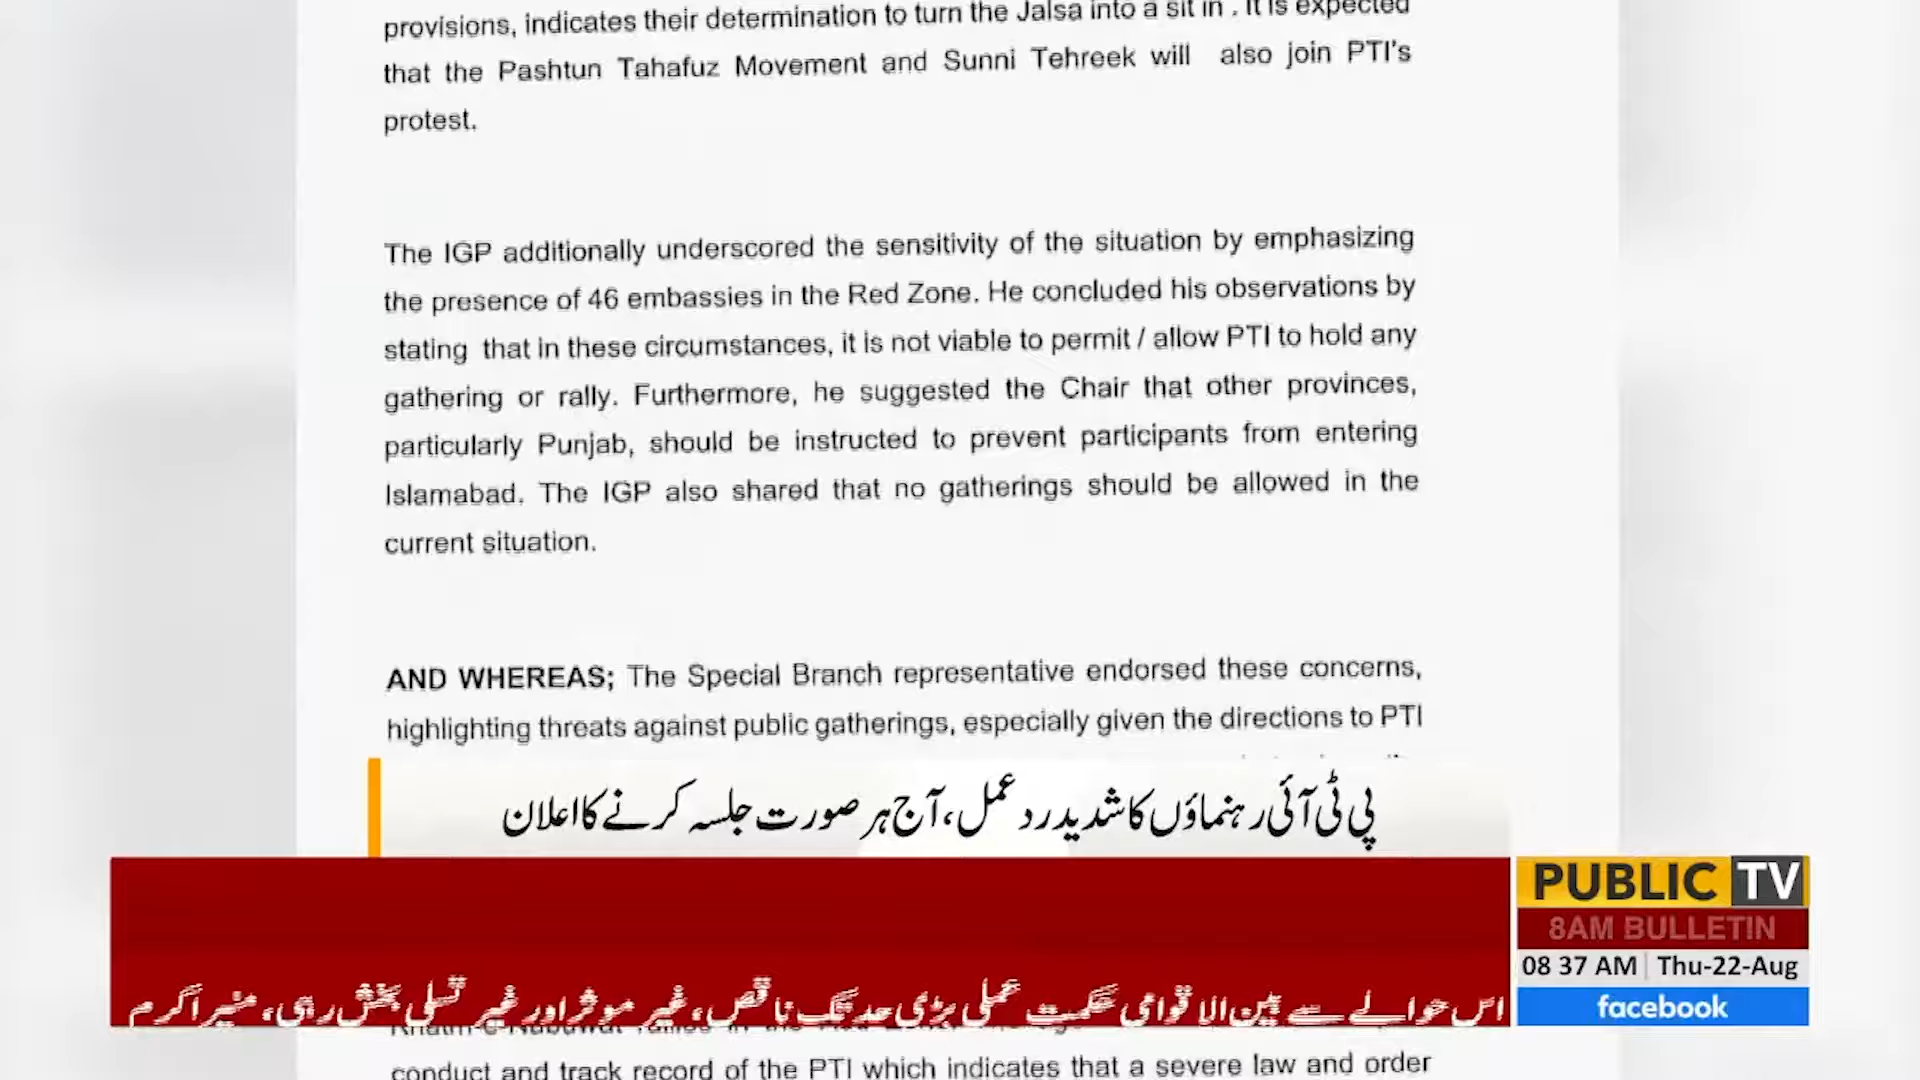 provisions, indicates their determination to turn the Jalsa into a sit in . It is expected
that the Pashtun Tahafuz Movement and Sunni Tehreek will also join PTI's
protest.
The IGP additionally underscored the sensitivity of the situation by emphasizing
the presence of 46 embassies in the Red Zone. He concluded his observations by
stating that in these circumstances, it is not viable to permit / allow PTI to hold any
gathering or rally. Furthermore, he suggested the Chair that other provinces,
particularly Punjab, should be instructed to prevent participants from entering
Islamabad. The IGP also shared that no gatherings should be allowed in the
current situation.
AND WHEREAS; The Special Branch representative endorsed these concerns,
highlighting threats against public gatherings, especially given the directions to PTI
پی ٹی آئی رہنماؤں کا شدید ردعمل، آج ہر صورت جلسہ کرنے کا اعلان
PUBLIC TV
8AM BULLETIN
08 37 AM Thu-22-Aug
facebook
اس حوالے سے بین الاقوامی حکمت عملی بڑی حد تک ناقص، غیر موثر اور غیر تسلی بخش رہی، منیر اکرم
conduct and track record of the PTI which indicates that a severe law and order